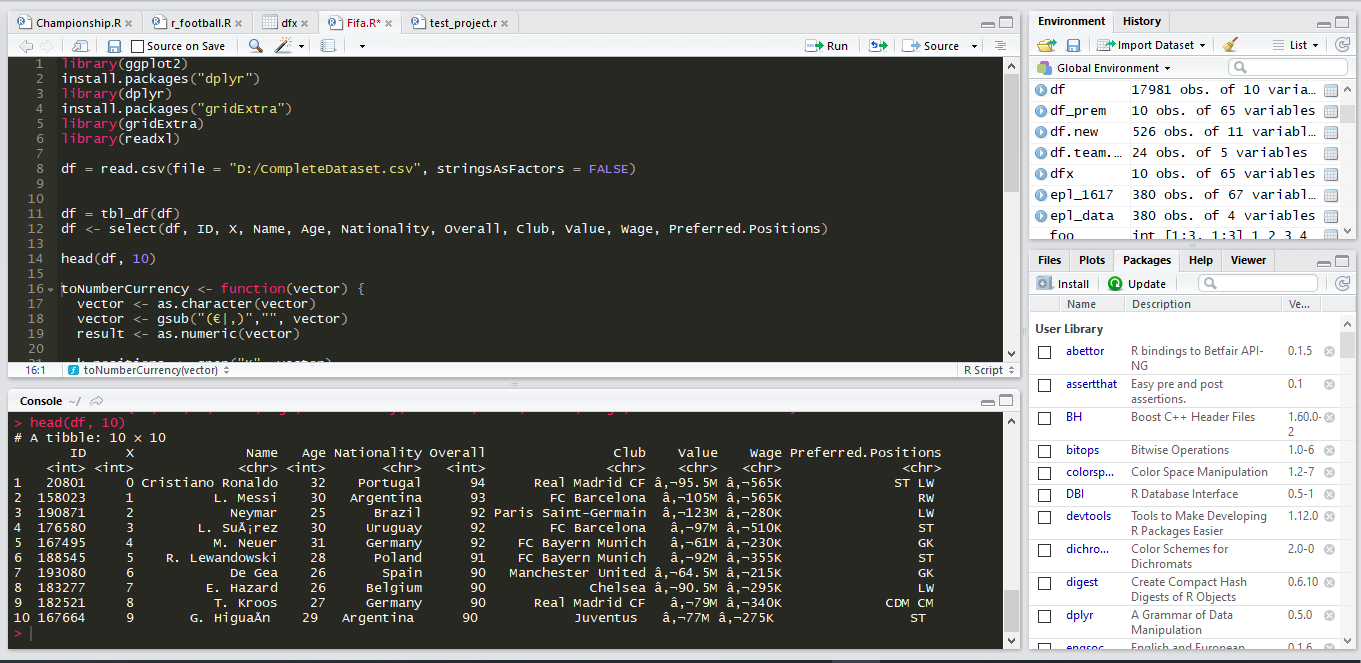 Championship.R r_football.R dfx Fifa.R* test_project.r
Source on Save Run Source
1 library(ggplot2)
2 install.packages("dplyr")
3 library(dplyr)
4 install.packages("gridExtra")
5 library(gridExtra)
6 library(readxl)
7
8 df = read.csv(file = "D:/CompleteDataset.csv", stringsAsFactors = FALSE)
9
10
11 df = tbl_df(df)
12 df <- select(df, ID, X, Name, Age, Nationality, Overall, Club, Value, Wage, Preferred.Positions)
13
14 head(df, 10)
15
16 toNumberCurrency <- function(vector) {
17 vector <- as.character(vector)
18 vector <- gsub("(€|,)","", vector)
19 result <- as.numeric(vector)
20
16:1 toNumberCurrency(vector) R Script
Console ~/
> head(df, 10)
# A tibble: 10 × 10
ID X Name Age Nationality Overall Club Value Wage Preferred.Positions
<int> <int> <chr> <int> <chr> <int> <chr> <chr> <chr> <chr>
1 20801 0 Cristiano Ronaldo 32 Portugal 94 Real Madrid CF â‚¬95.5M â‚¬565K ST LW
2 158023 1 L. Messi 30 Argentina 93 FC Barcelona â‚¬105M â‚¬565K RW
3 190871 2 Neymar 25 Brazil 92 Paris Saint-Germain â‚¬123M â‚¬280K LW
4 176580 3 L. SuÃ¡rez 30 Uruguay 92 FC Barcelona â‚¬97M â‚¬510K ST
5 167495 4 M. Neuer 31 Germany 92 FC Bayern Munich â‚¬61M â‚¬230K GK
6 188545 5 R. Lewandowski 28 Poland 91 FC Bayern Munich â‚¬92M â‚¬355K ST
7 193080 6 De Gea 26 Spain 90 Manchester United â‚¬64.5M â‚¬215K GK
8 183277 7 E. Hazard 26 Belgium 90 Chelsea â‚¬90.5M â‚¬295K LW
9 182521 8 T. Kroos 27 Germany 90 Real Madrid CF â‚¬79M â‚¬340K CDM CM
10 167664 9 G. HiguaÃn 29 Argentina 90 Juventus â‚¬77M â‚¬275K ST
>
Environment History
Import Dataset List
Global Environment
df 17981 obs. of 10 varia...
df_prem 10 obs. of 65 variables
df.new 526 obs. of 11 variabl...
df.team.... 24 obs. of 5 variables
dfx 10 obs. of 65 variables
epl_1617 380 obs. of 67 variabl...
epl_data 380 obs. of 4 variables
foo int [1:3, 1:3] 1 2 3 4
Files Plots Packages Help Viewer
Install Update
Name Description Ve...
User Library
abettor R bindings to Betfair API-NG 0.1.5
assertthat Easy pre and post assertions. 0.1
BH Boost C++ Header Files 1.60.0-2
bitops Bitwise Operations 1.0-6
colorsp... Color Space Manipulation 1.2-7
DBI R Database Interface 0.5-1
devtools Tools to Make Developing R Packages Easier 1.12.0
dichro... Color Schemes for Dichromats 2.0-0
digest Create Compact Hash Digests of R Objects 0.6.10
dplyr A Grammar of Data Manipulation 0.5.0
engsoc English and European 0.1.6